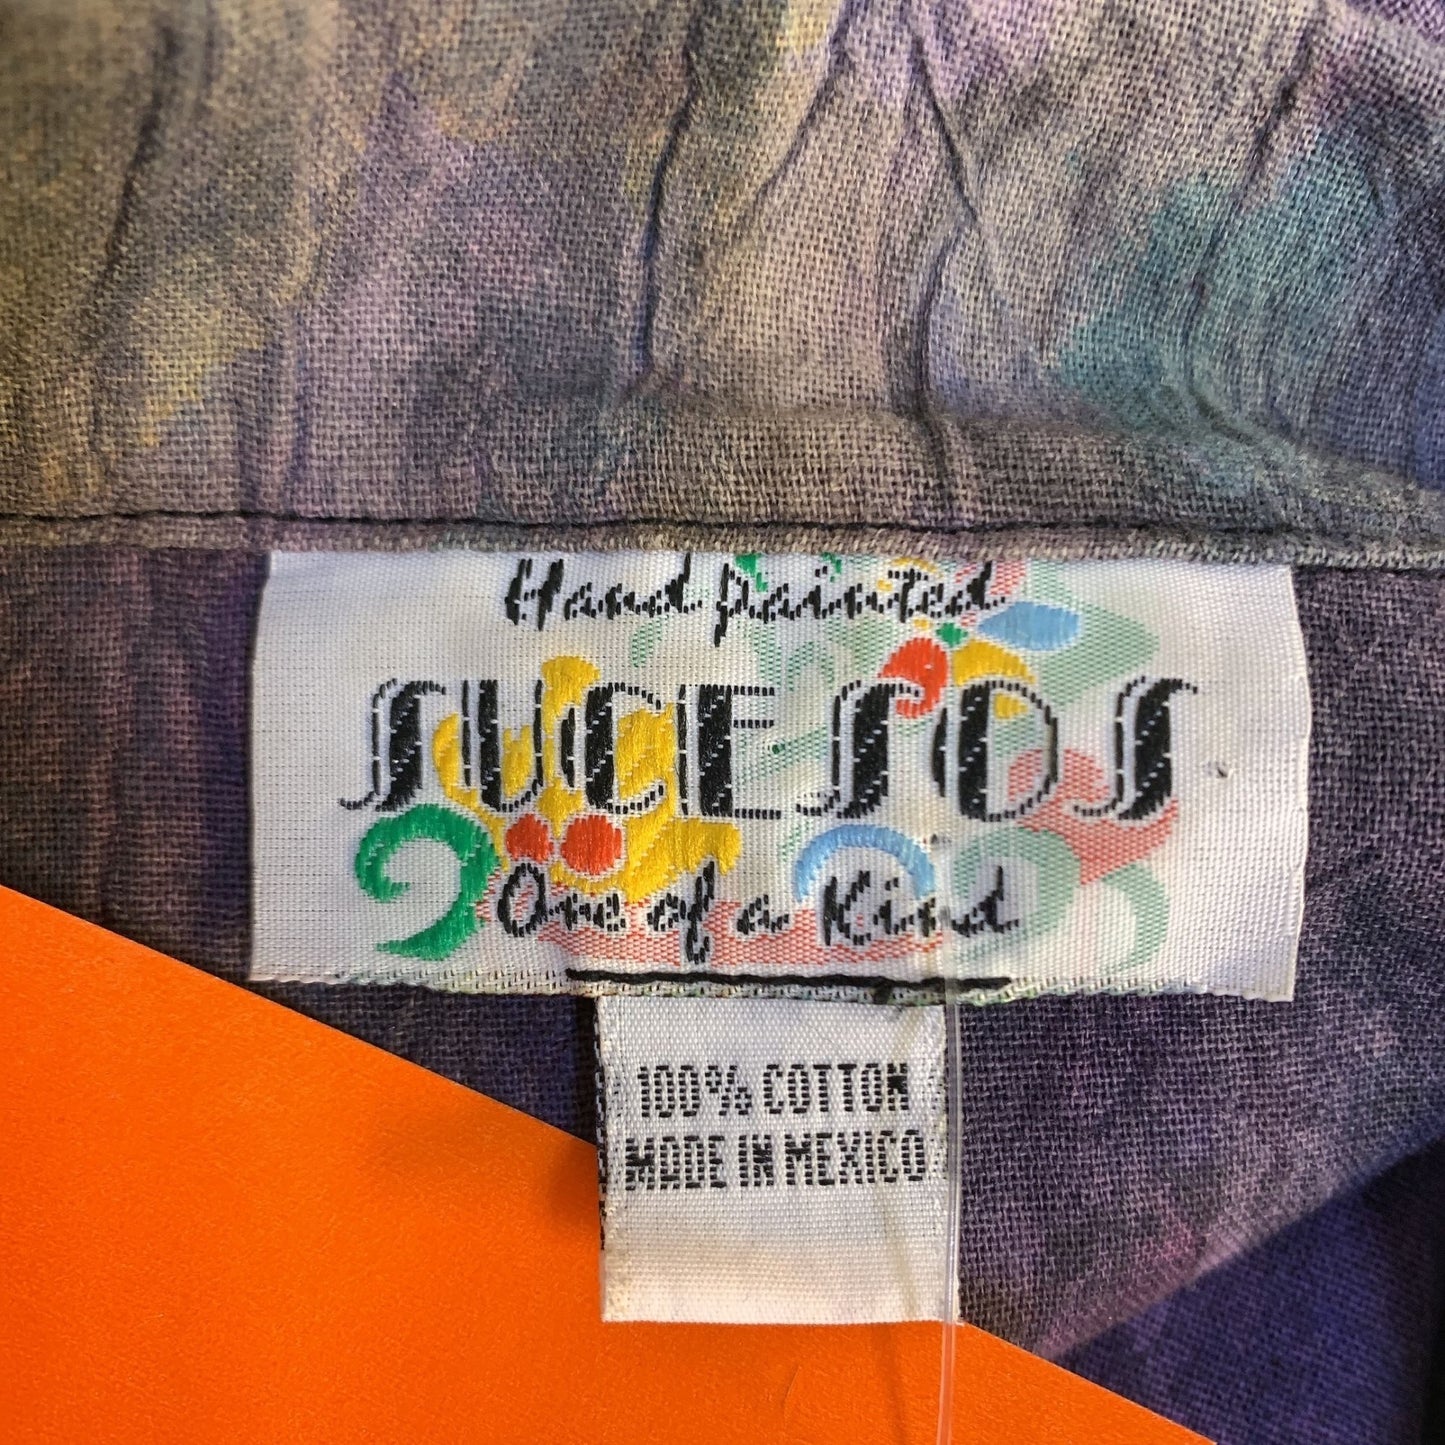 Hand painted
SUCESOS
One of a Kind
100% COTTON
MADE IN MEXICO